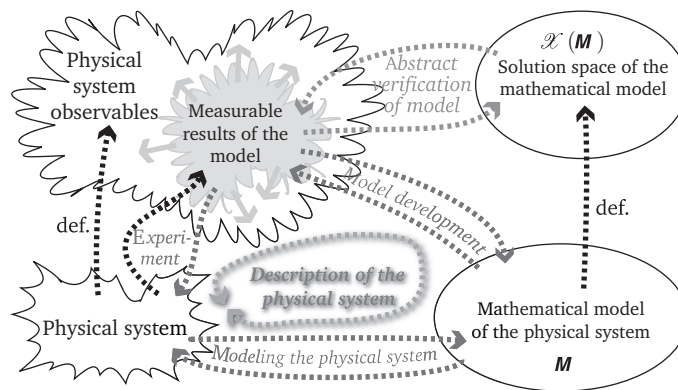 Physical
system
observables
Measurable
results of the
model
Abstract
verification
of model
𝒳 (M)
Solution space of the
mathematical model
def.
Experi-
ment
Model development
def.
Description of the
physical system
Physical system
Modeling the physical system
Mathematical model
of the physical system
M